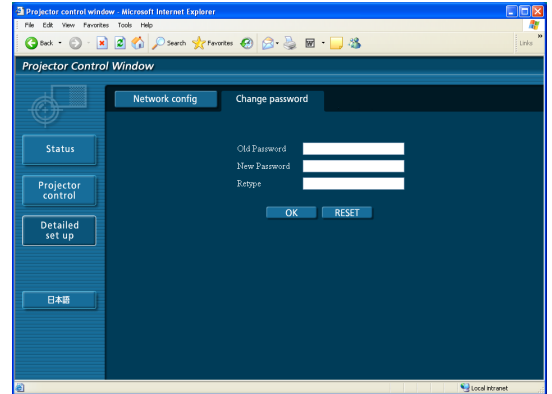 Projector control window - Microsoft Internet Explorer
File Edit View Favorites Tools Help
Back Search Favorites Links
Projector Control Window
Network config Change password
Status
Projector
control
Detailed
set up
日本語
Old Password
New Password
Retype
OK RESET
Local intranet